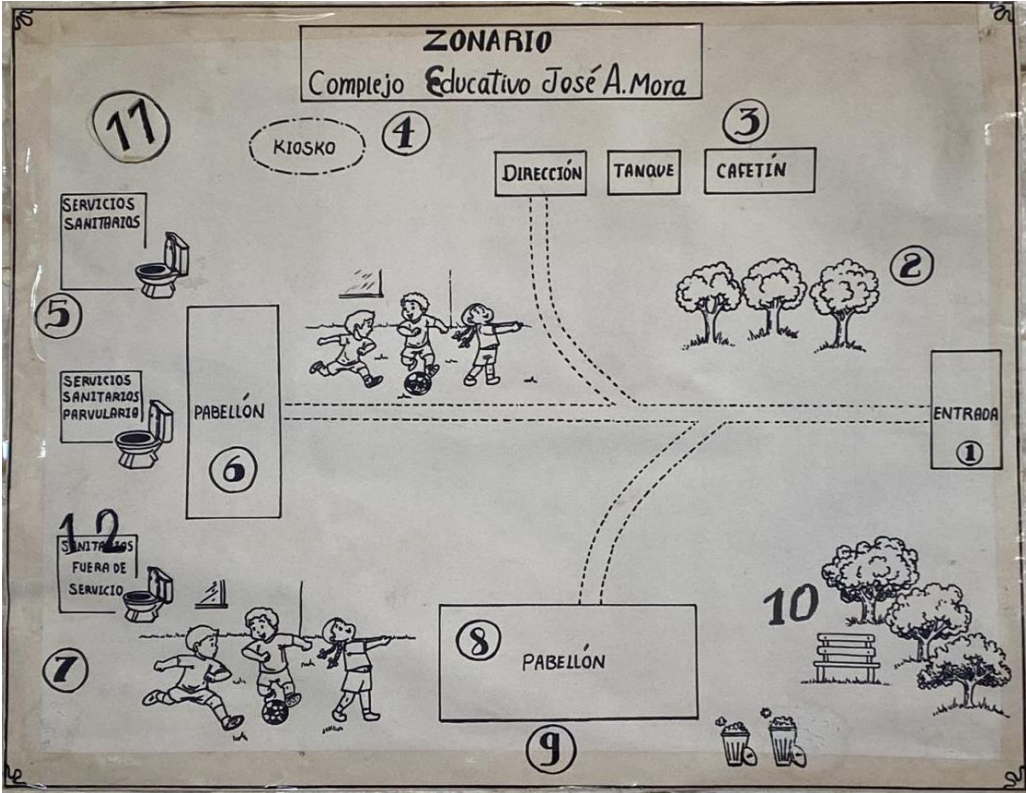 ZONARIO
Complejo Educativo José A. Mora
11
KIOSKO
4
3
DIRECCIÓN
TANQUE
CAFETÍN
SERVICIOS
SANITARIOS
2
5
SERVICIOS
SANITARIOS
PARVULARIO
PABELLÓN
6
ENTRADA
1
12
SANITARIOS
FUERA DE
SERVICIO
10
7
8
PABELLÓN
9